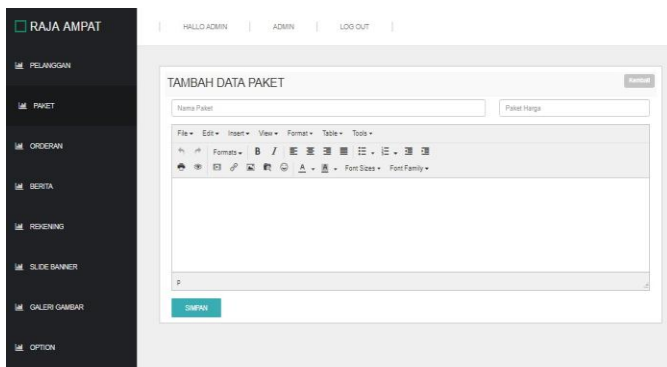 RAJA AMPAT
HALLO ADMIN ADMIN LOG OUT
PELANGGAN
PAKET
ORDERAN
BERITA
REKENING
SLIDE BANNER
GALERI GAMBAR
OPTION
TAMBAH DATA PAKET
Kembali
Nama Paket
Paket Harga
File Edit Insert View Format Table Tools
Formats B I
A A Font Sizes Font Family
P
SIMPAN